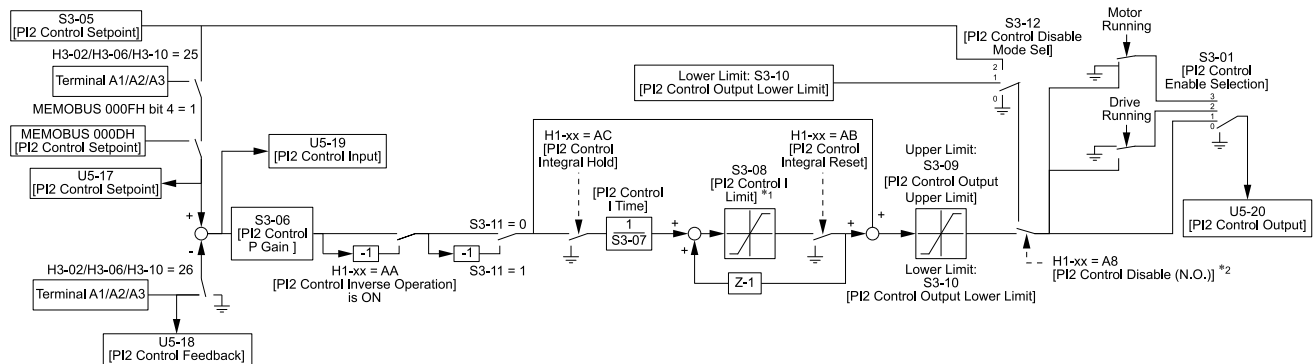 S3-05
[PI2 Control Setpoint]
H3-02/H3-06/H3-10 = 25
Terminal A1/A2/A3
MEMOBUS 000FH bit 4 = 1
MEMOBUS 000DH
[PI2 Control Setpoint]
U5-17
[PI2 Control Setpoint]
+
-
H3-02/H3-06/H3-10 = 26
Terminal A1/A2/A3
U5-18
[PI2 Control Feedback]
U5-19
[PI2 Control Input]
S3-06
[PI2 Control
P Gain ]
-1
H1-xx = AA
[PI2 Control Inverse Operation]
is ON
S3-11 = 0
-1
S3-11 = 1
H1-xx = AC
[PI2 Control
Integral Hold]
[PI2 Control
I Time]
1
S3-07
+
+
S3-08
[PI2 Control I
Limit] *1
Z-1
H1-xx = AB
[PI2 Control
Integral Reset]
+
+
Upper Limit:
S3-09
[PI2 Control Output
Upper Limit]
Lower Limit:
S3-10
[PI2 Control Output Lower Limit]
Lower Limit: S3-10
[PI2 Control Output Lower Limit]
S3-12
[PI2 Control Disable
Mode Sel]
2
1
0
H1-xx = A8
[PI2 Control Disable (N.O.)] *2
Motor
Running
Drive
Running
S3-01
[PI2 Control
Enable Selection]
3
2
1
0
U5-20
[PI2 Control Output]